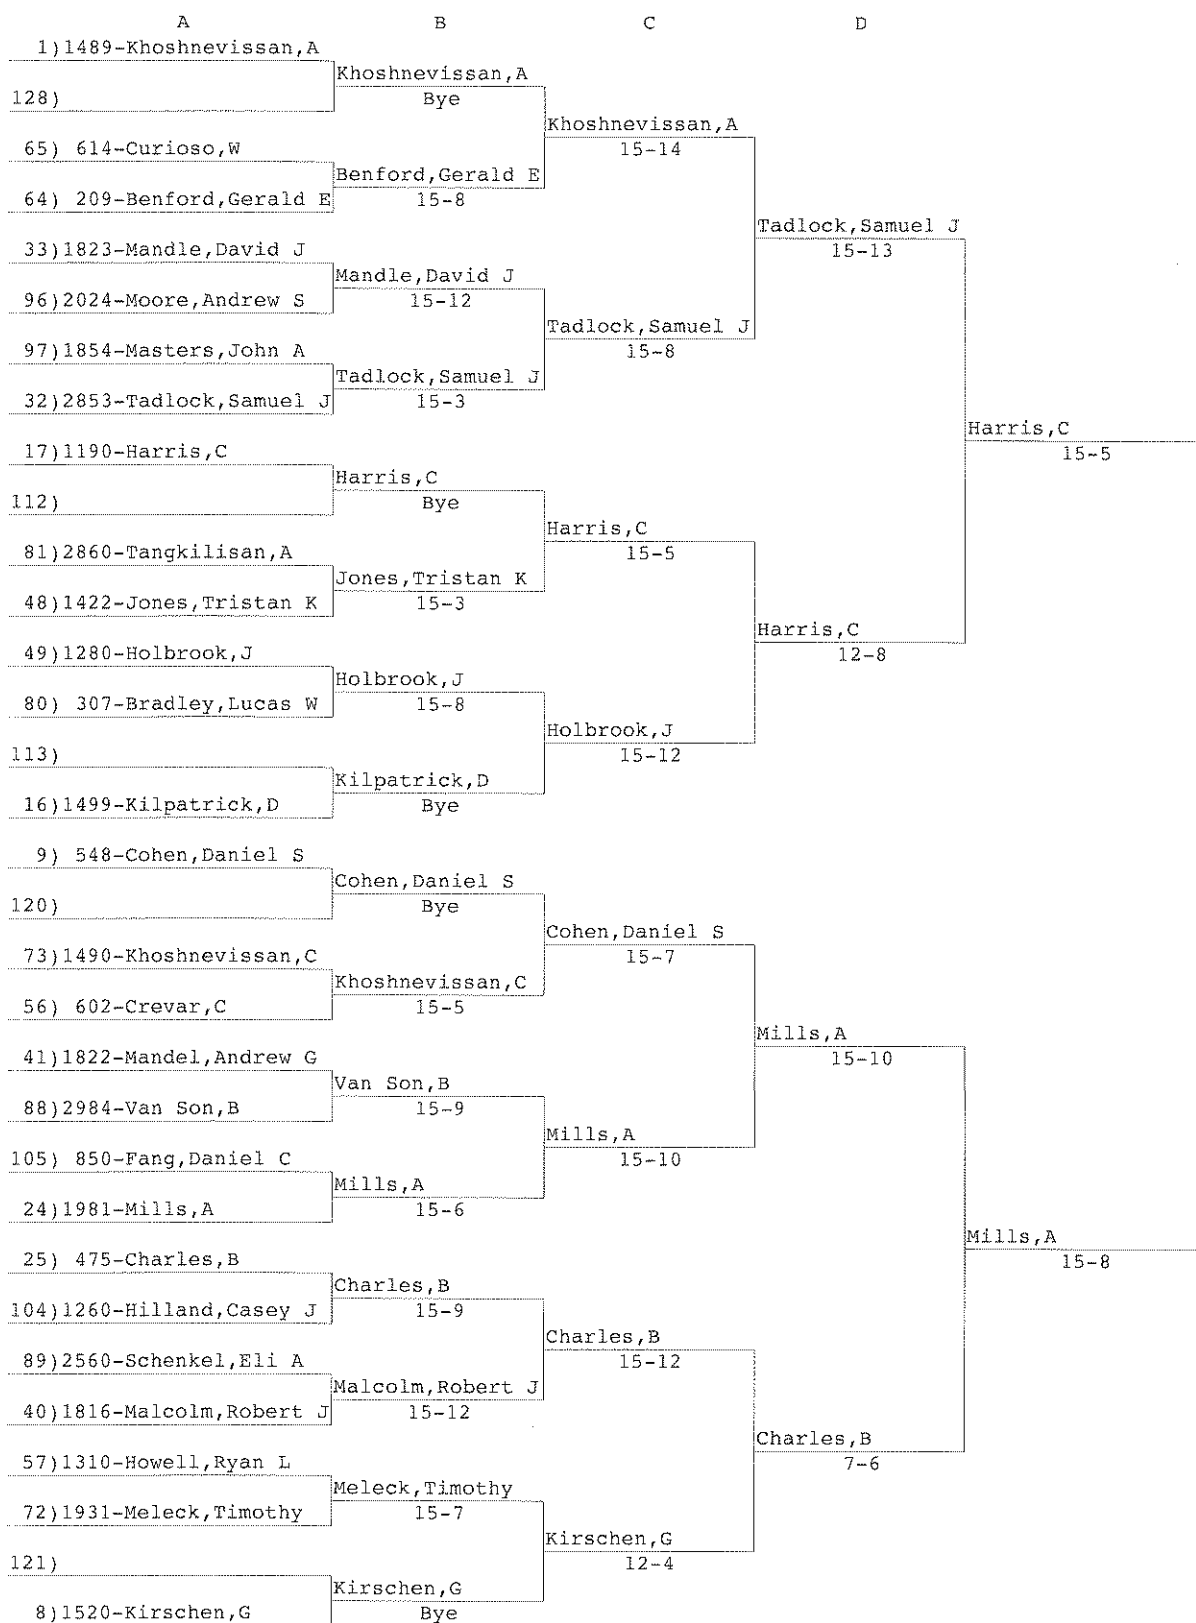 A B C D
1)1489-Khoshnevissan,A
Khoshnevissan,A
128) Bye
Khoshnevissan,A
65) 614-Curioso,W 15-14
Benford,Gerald E
64) 209-Benford,Gerald E 15-8
Tadlock,Samuel J
33)1823-Mandle,David J 15-13
Mandle,David J
96)2024-Moore,Andrew S 15-12
Tadlock,Samuel J
97)1854-Masters,John A 15-8
Tadlock,Samuel J
32)2853-Tadlock,Samuel J 15-3
Harris,C
17)1190-Harris,C 15-5
Harris,C
112) Bye
Harris,C
81)2860-Tangkilisan,A 15-5
Jones,Tristan K
48)1422-Jones,Tristan K 15-3
Harris,C
49)1280-Holbrook,J 12-8
Holbrook,J
80) 307-Bradley,Lucas W 15-8
Holbrook,J
113) 15-12
Kilpatrick,D
16)1499-Kilpatrick,D Bye
9) 548-Cohen,Daniel S
Cohen,Daniel S
120) Bye
Cohen,Daniel S
73)1490-Khoshnevissan,C 15-7
Khoshnevissan,C
56) 602-Crevar,C 15-5
Mills,A
41)1822-Mandel,Andrew G 15-10
Van Son,B
88)2984-Van Son,B 15-9
Mills,A
105) 850-Fang,Daniel C 15-10
Mills,A
24)1981-Mills,A 15-6
Mills,A
25) 475-Charles,B 15-8
Charles,B
104)1260-Hilland,Casey J 15-9
Charles,B
89)2560-Schenkel,Eli A 15-12
Malcolm,Robert J
40)1816-Malcolm,Robert J 15-12
Charles,B
57)1310-Howell,Ryan L 7-6
Meleck,Timothy
72)1931-Meleck,Timothy 15-7
Kirschen,G
121) 12-4
Kirschen,G
8)1520-Kirschen,G Bye